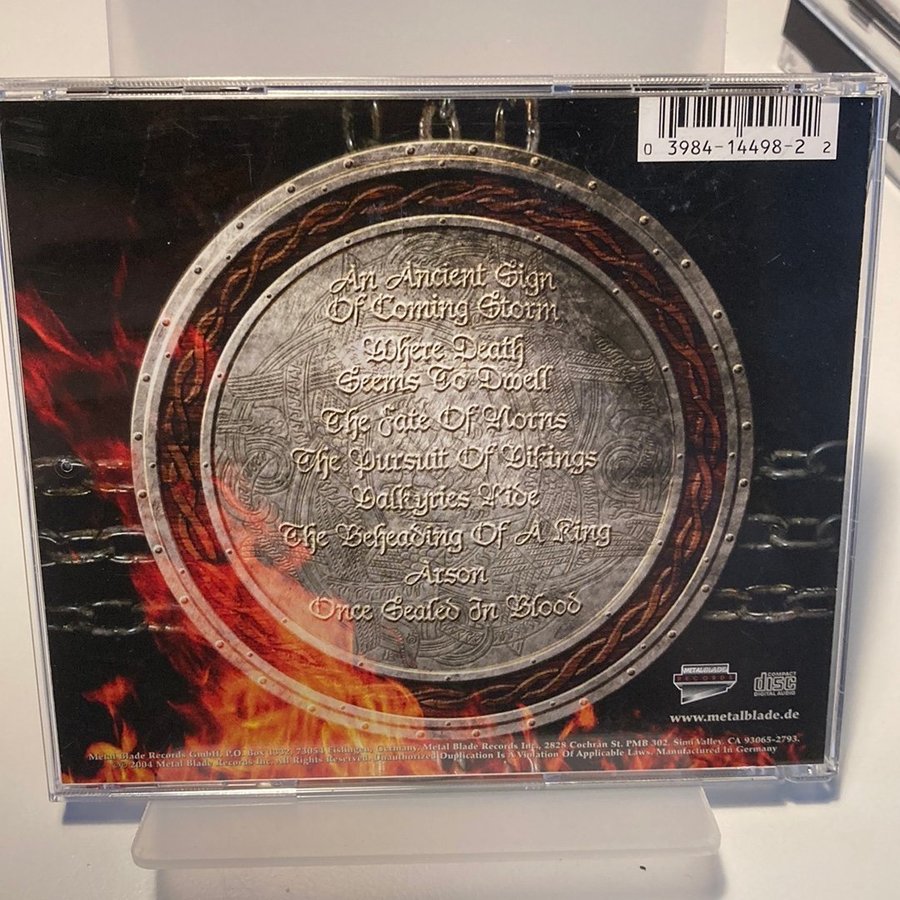 0 3984-14498-2 2
An Ancient Sign
Of Coming Storm
Where Death
Seems To Dwell
The Fate Of Norns
The Pursuit Of Vikings
Valkyries Ride
The Beheading Of A King
Arson
Once Sealed In Blood
METALBLADE
RECORDS
COMPACT
disc
DIGITAL AUDIO
www.metalblade.de
Metal Blade Records GmbH, P.O. Box 1332, 73054 Eislingen, Germany. Metal Blade Records Inc., 2828 Cochran St. PMB 302, Simi Valley, CA 93065-2793.
2004 Metal Blade Records Inc. All Rights Reserved. Unauthorized Duplication Is A Violation Of Applicable Laws. Manufactured In Germany